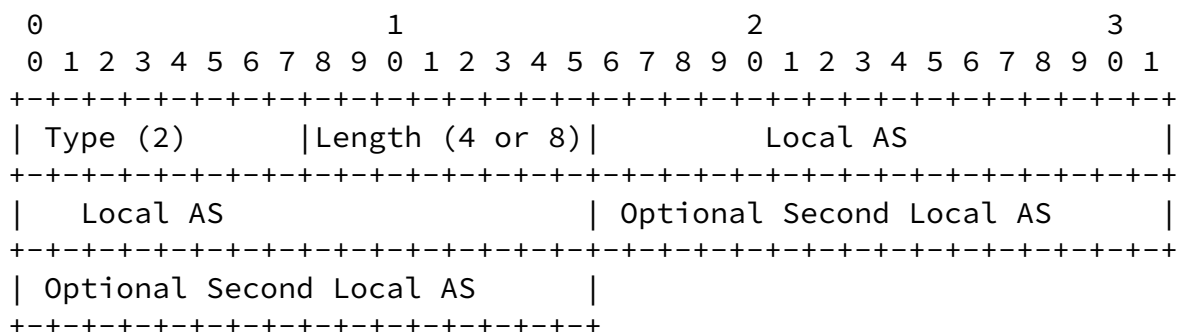 0                   1                   2                   3
 0 1 2 3 4 5 6 7 8 9 0 1 2 3 4 5 6 7 8 9 0 1 2 3 4 5 6 7 8 9 0 1
+-+-+-+-+-+-+-+-+-+-+-+-+-+-+-+-+-+-+-+-+-+-+-+-+-+-+-+-+-+-+-+-+
| Type (2)      |Length (4 or 8)|         Local AS              |
+-+-+-+-+-+-+-+-+-+-+-+-+-+-+-+-+-+-+-+-+-+-+-+-+-+-+-+-+-+-+-+-+
|   Local AS                    | Optional Second Local AS      |
+-+-+-+-+-+-+-+-+-+-+-+-+-+-+-+-+-+-+-+-+-+-+-+-+-+-+-+-+-+-+-+-+
| Optional Second Local AS      |
+-+-+-+-+-+-+-+-+-+-+-+-+-+-+-+-+